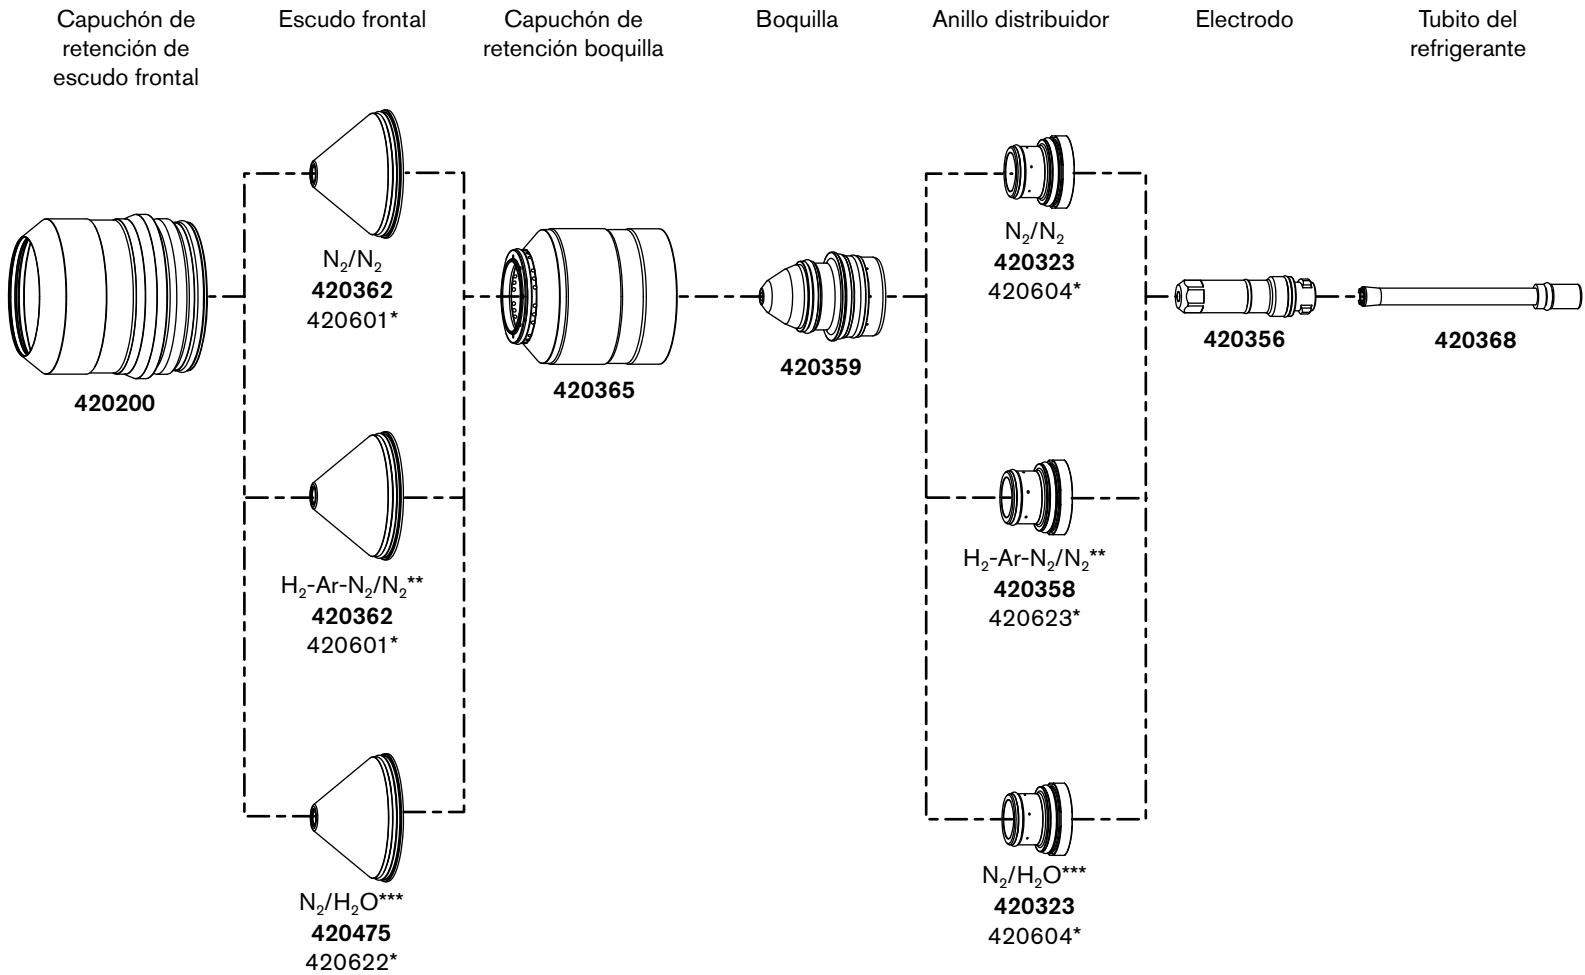 Capuchón de
retención de
escudo frontal
Escudo frontal
Capuchón de
retención boquilla
Boquilla
Anillo distribuidor
Electrodo
Tubito del
refrigerante
420200
N₂/N₂
420362
420601*
H₂-Ar-N₂/N₂**
420362
420601*
N₂/H₂O***
420475
420622*
420365
420359
N₂/N₂
420323
420604*
H₂-Ar-N₂/N₂**
420358
420623*
N₂/H₂O***
420323
420604*
420356
420368